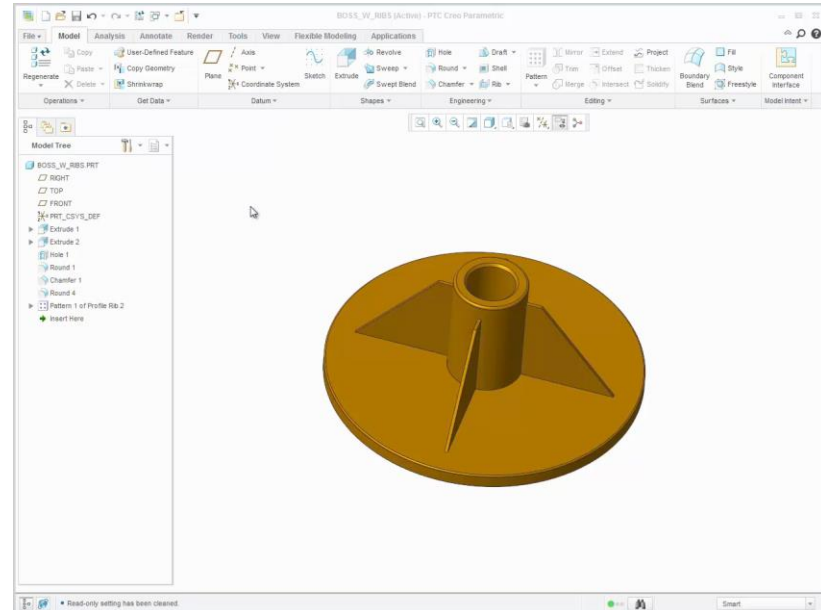 BOSS_W_RIBS (Active) - PTC Creo Parametric
File Model Analysis Annotate Render Tools View Flexible Modeling Applications
Regenerate Copy Paste Delete User-Defined Feature Copy Geometry Shrinkwrap Plane Axis Point Coordinate System Sketch Extrude Revolve Sweep Swept Blend Hole Round Chamfer Draft Shell Rib Pattern Mirror Trim Merge Extend Offset Intersect Project Thicken Solidify Boundary Blend Fill Style Freestyle Component Interface
Operations Get Data Datum Shapes Engineering Editing Surfaces Model Intent
Model Tree
BOSS_W_RIBS.PRT
RIGHT
TOP
FRONT
PRT_CSYS_DEF
Extrude 1
Extrude 2
Hole 1
Round 1
Chamfer 1
Round 4
Pattern 1 of Profile Rib 2
Insert Here
Read-only setting has been cleaned.
Smart